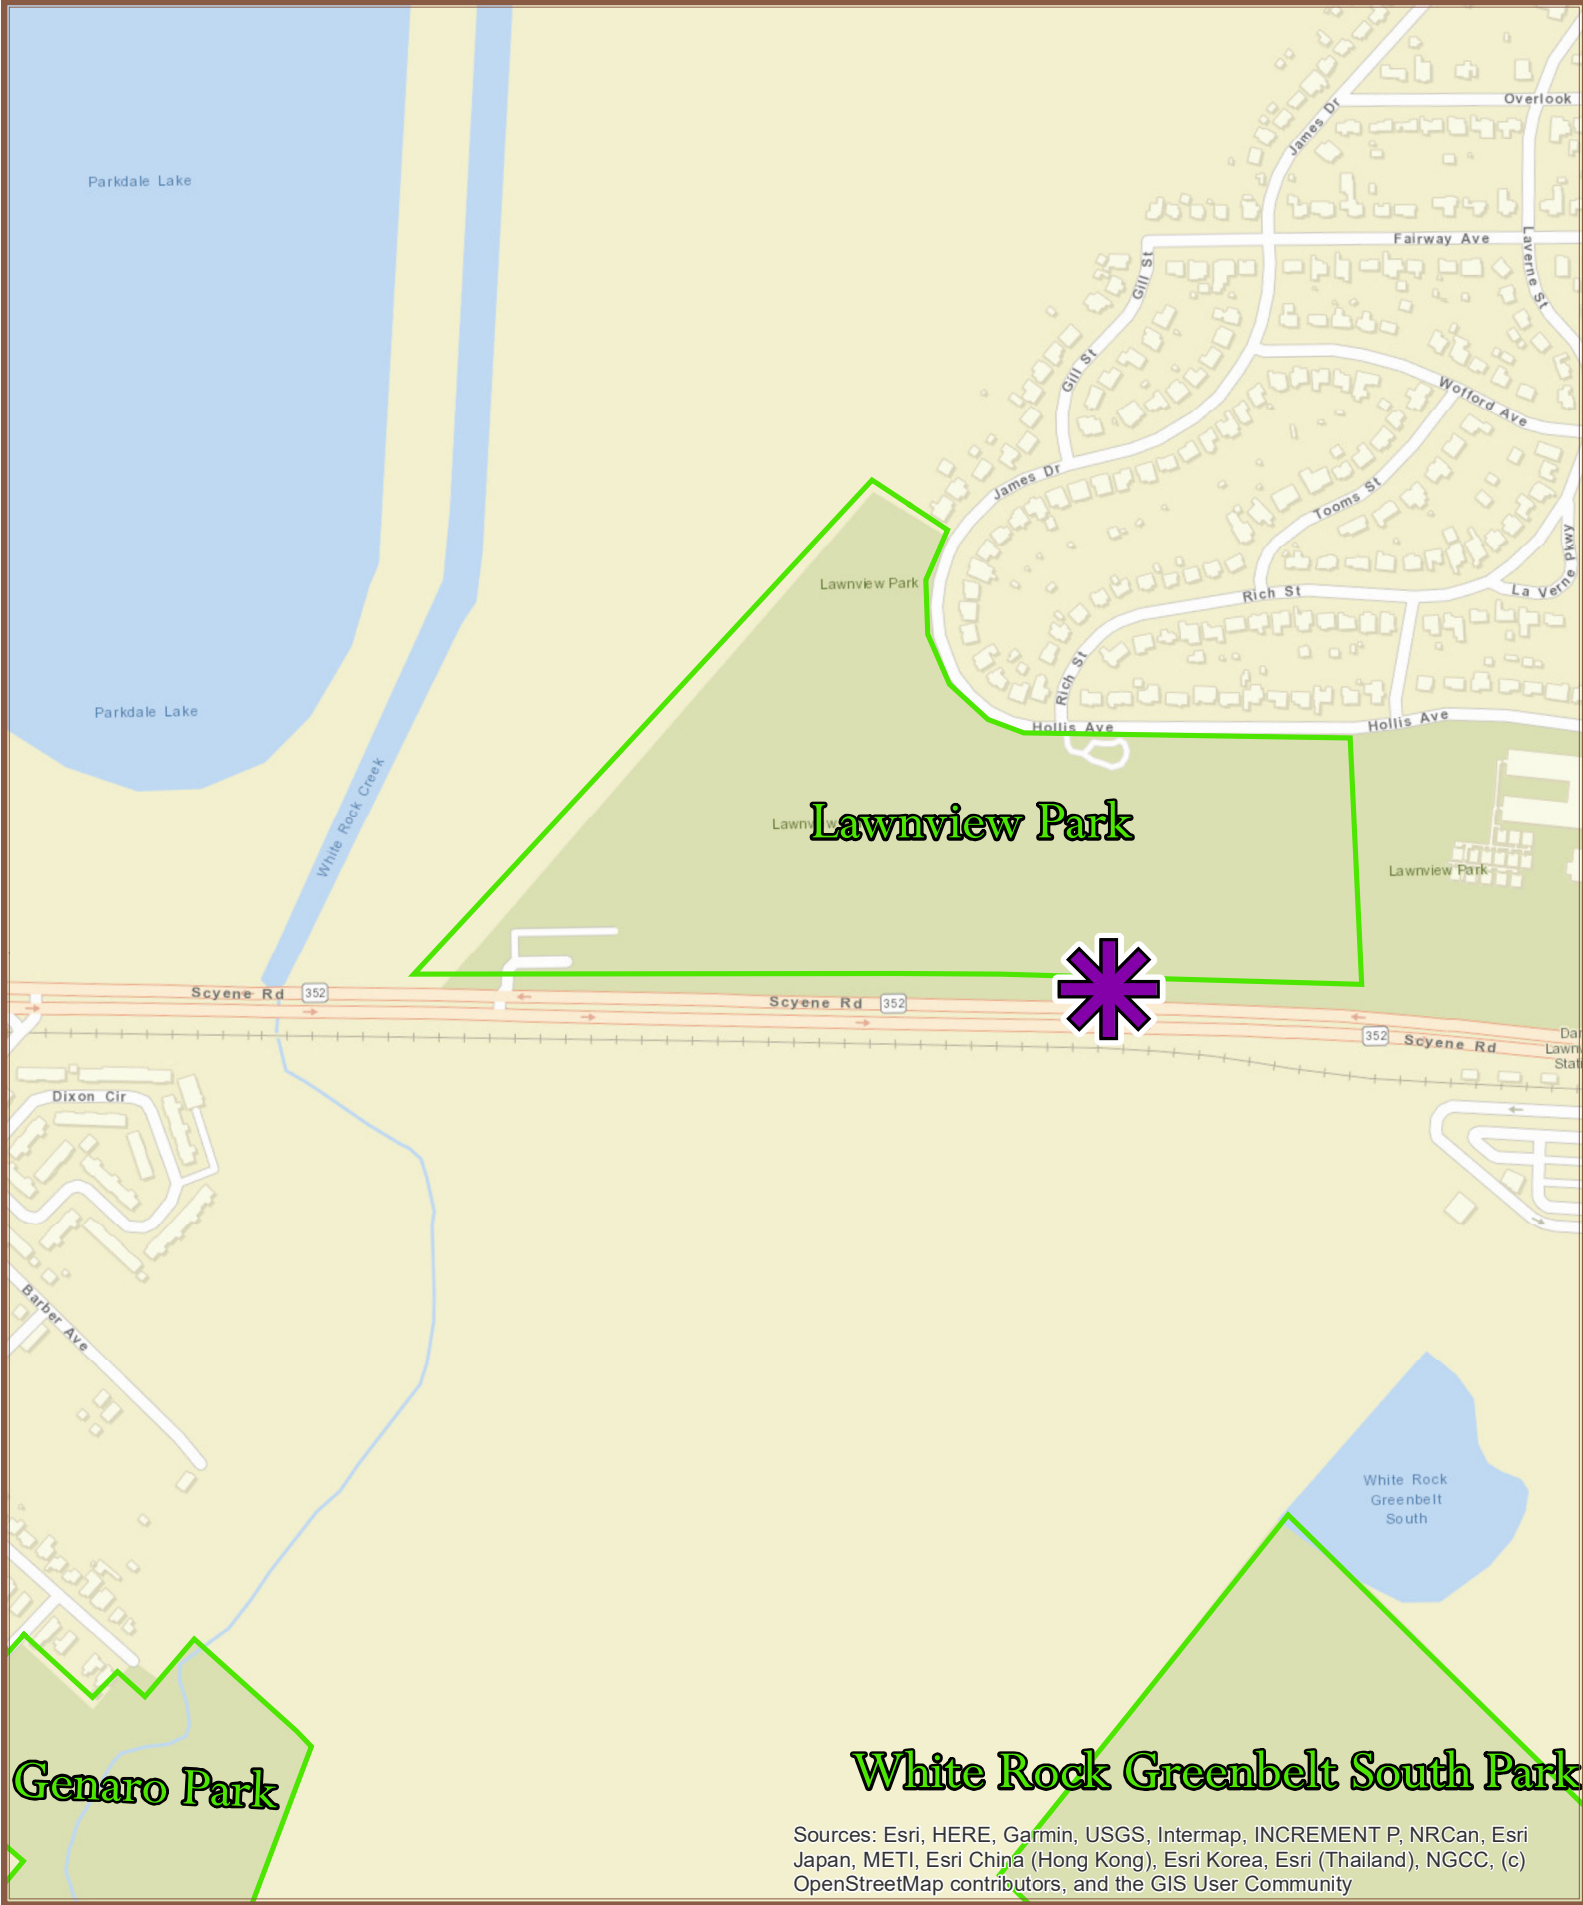 Overlook
James Dr
Parkdale Lake
Fairway Ave
Laverne St
Gill St
Gill St
Wofford Ave
James Dr
Tooms St
La Verne Pkwy
Lawnview Park
Rich St
Rich St
Parkdale Lake
Hollis Ave
Hollis Ave
White Rock Creek
Lawnview Park
Lawnview Park
Scyene Rd 352
Scyene Rd 352
352 Scyene Rd
Dixon Cir
Barber Ave
White Rock
Greenbelt
South
Genaro Park
White Rock Greenbelt South Park
Sources: Esri, HERE, Garmin, USGS, Intermap, INCREMENT P, NRCan, Esri
Japan, METI, Esri China (Hong Kong), Esri Korea, Esri (Thailand), NGCC, (c)
OpenStreetMap contributors, and the GIS User Community